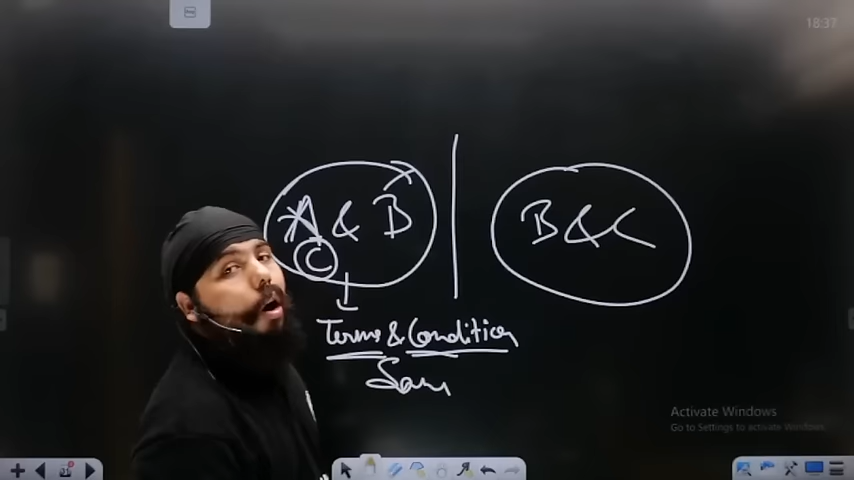 18:37
A & B
C
B & C
Terms & Condition
Same
Activate Windows
Go to Settings to activate Windows.